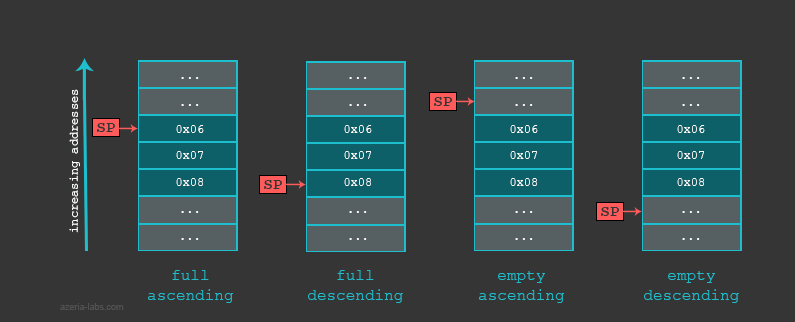 increasing addresses
... ... ... ...
SP ... ... ... ...
SP 0x06 0x06 0x06 0x06
0x07 0x07 0x07 0x07
SP 0x08 0x08 0x08 0x08
SP ... ... ... ...
... ... ... ...
full full empty empty
ascending descending ascending descending
azeria-labs.com